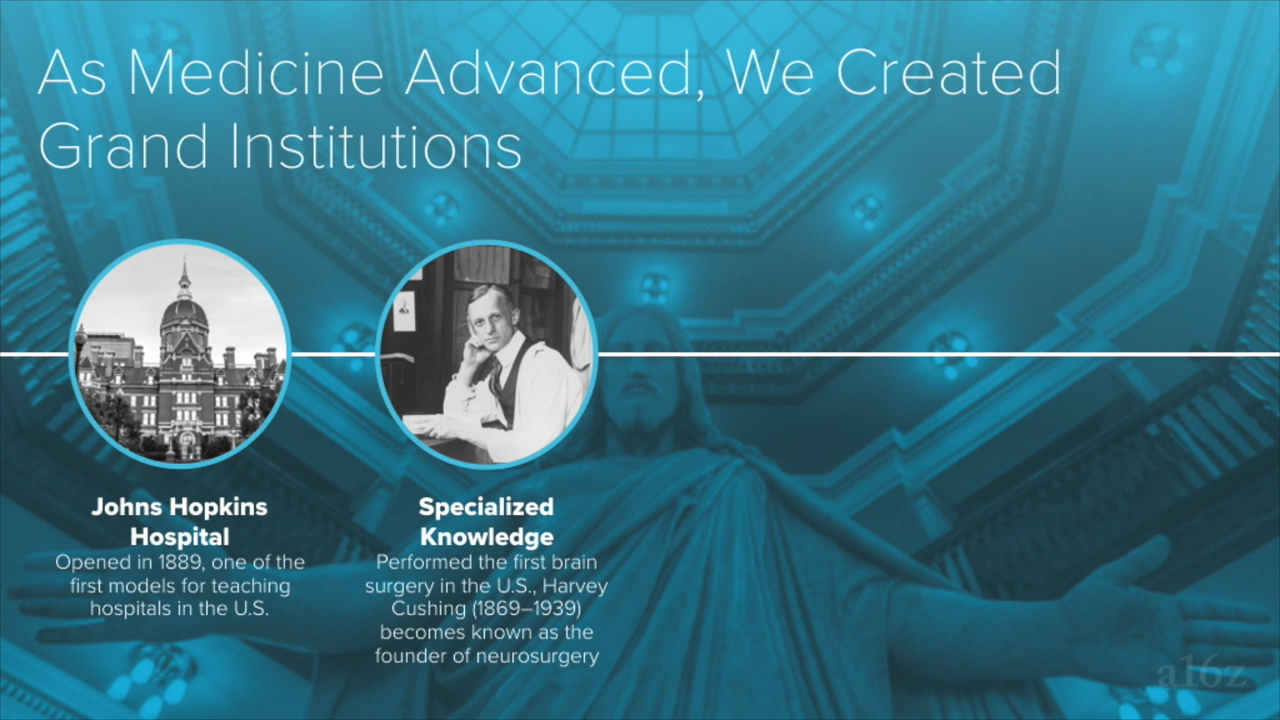 As Medicine Advanced, We Created
Grand Institutions
Johns Hopkins
Hospital
Opened in 1889, one of the
first models for teaching
hospitals in the U.S.
Specialized
Knowledge
Performed the first brain
surgery in the U.S., Harvey
Cushing (1869–1939)
becomes known as the
founder of neurosurgery
a16z